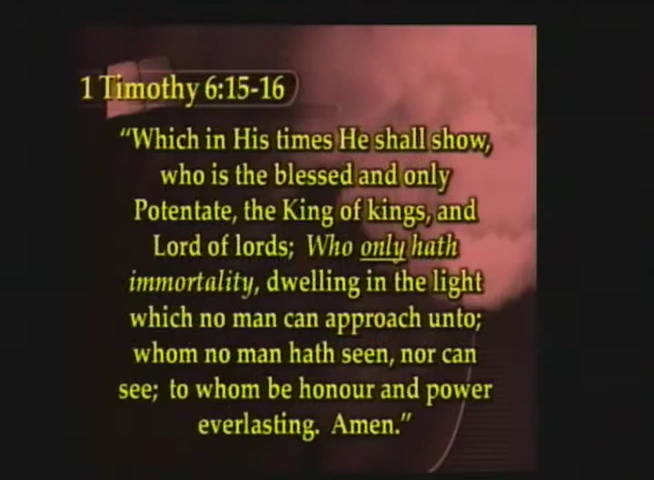 1 Timothy 6:15-16
“Which in His times He shall show,
who is the blessed and only
Potentate, the King of kings, and
Lord of lords; Who only hath
immortality, dwelling in the light
which no man can approach unto;
whom no man hath seen, nor can
see; to whom be honour and power
everlasting. Amen.”